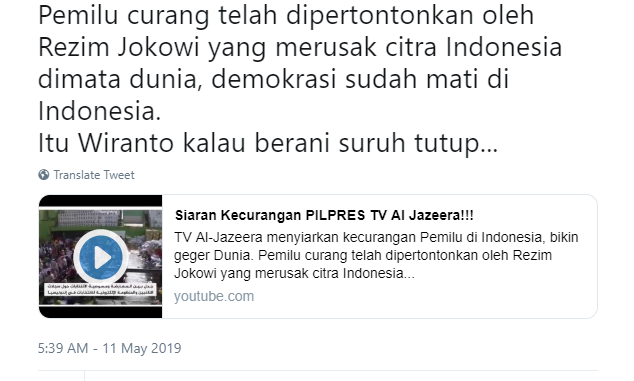 Pemilu curang telah dipertontonkan oleh
Rezim Jokowi yang merusak citra Indonesia
dimata dunia, demokrasi sudah mati di
Indonesia.
Itu Wiranto kalau berani suruh tutup...
Translate Tweet
Siaran Kecurangan PILPRES TV Al Jazeera!!!
TV Al-Jazeera menyiarkan kecurangan Pemilu di Indonesia, bikin
geger Dunia. Pemilu curang telah dipertontonkan oleh Rezim
Jokowi yang merusak citra Indonesia...
youtube.com
5:39 AM - 11 May 2019